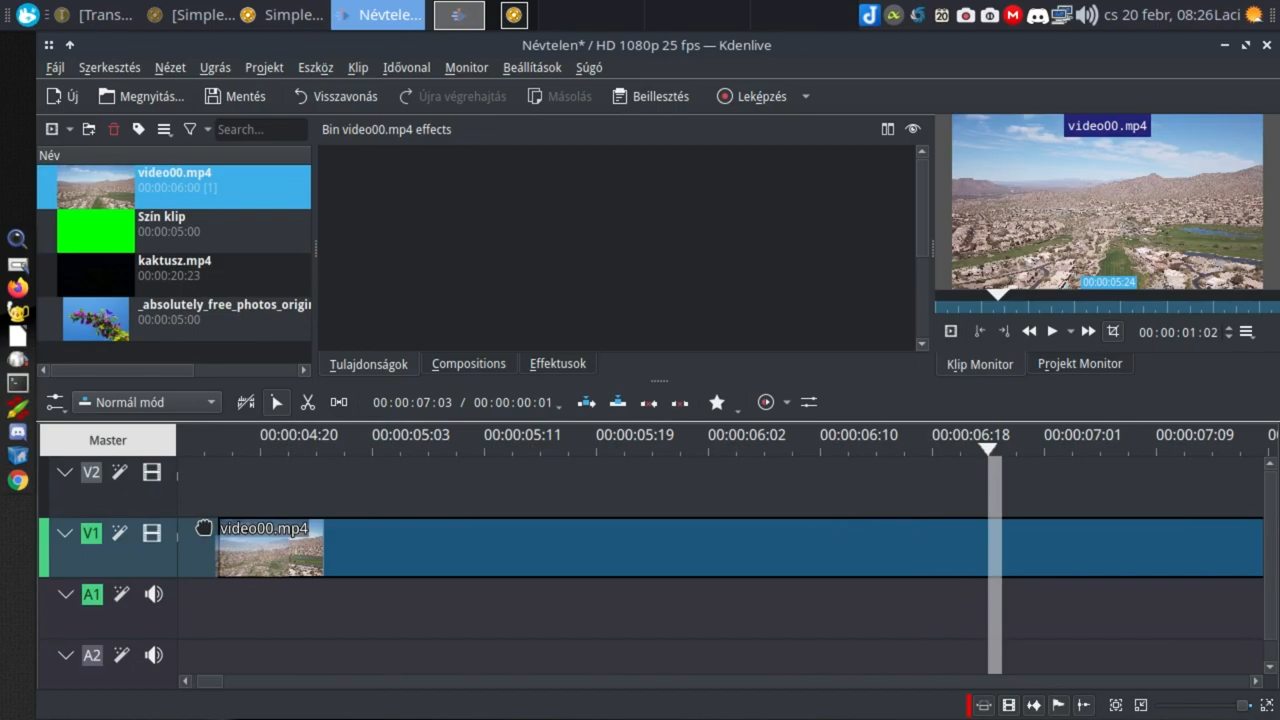 [Trans... [Simple... Simple... Névtele... cs 20 febr, 08:26 Laci
Névtelen* / HD 1080p 25 fps — Kdenlive
Fájl Szerkesztés Nézet Ugrás Projekt Eszköz Klip Idővonal Monitor Beállítások Súgó
Új Megnyitás... Mentés Visszavonás Újra végrehajtás Másolás Beillesztés Leképzés
Search... Bin video00.mp4 effects
video00.mp4
Név
video00.mp4
00:00:06:00 [1]
Szín klip
00:00:05:00
kaktusz.mp4
00:00:20:23
_absolutely_free_photos_origi
00:00:05:00
00:00:05:24
00:00:01:02
Tulajdonságok Compositions Effektusok
Klip Monitor Projekt Monitor
Normál mód 00:00:07:03 / 00:00:00:01
Master 00:00:04:20 00:00:05:03 00:00:05:11 00:00:05:19 00:00:06:02 00:00:06:10 00:00:06:18 00:00:07:01 00:00:07:09
V2
V1 video00.mp4
A1
A2